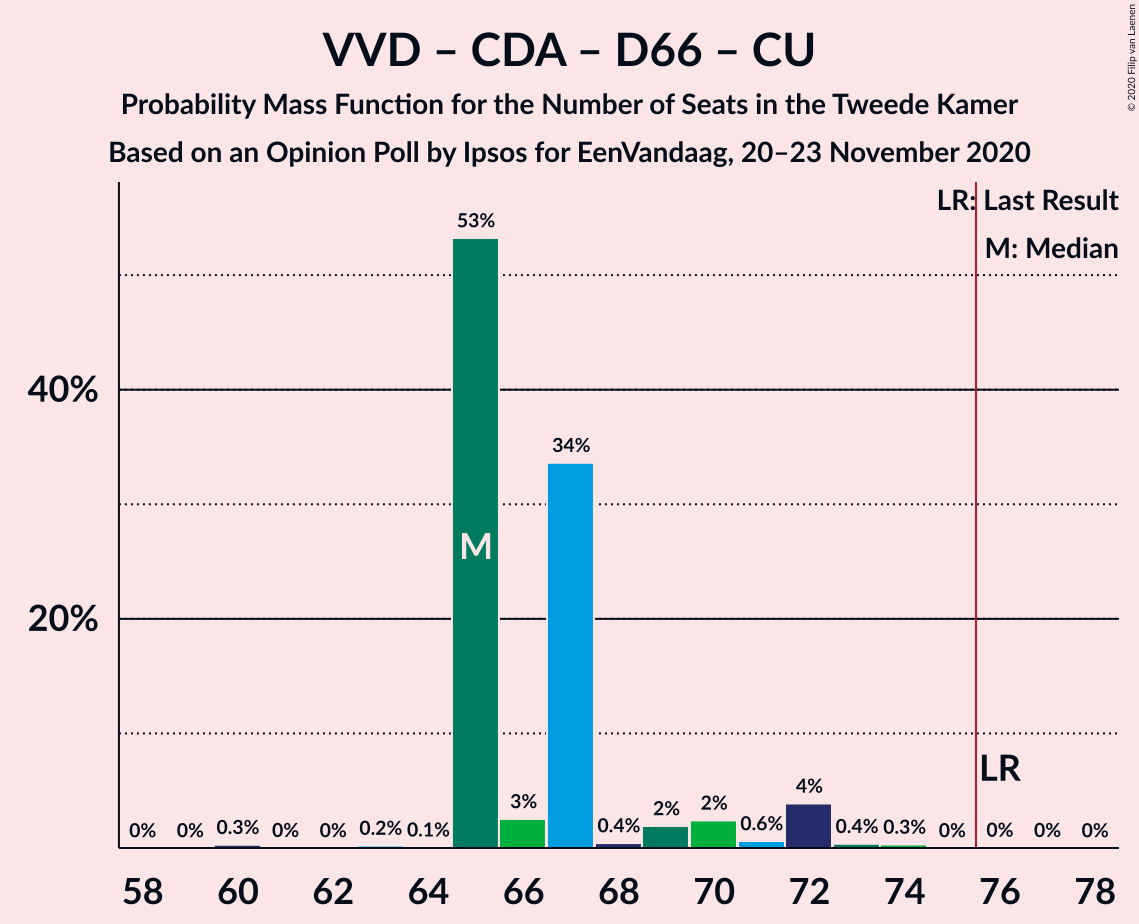 VVD – CDA – D66 – CU
Probability Mass Function for the Number of Seats in the Tweede Kamer
Based on an Opinion Poll by Ipsos for EenVandaag, 20–23 November 2020
© 2020 Filip van Laenen
LR: Last Result
M: Median
53%
40%
34%
M
20%
LR
0% 0% 0.3% 0% 0% 0.2% 0.1% 3% 0.4% 2% 2% 0.6% 4% 0.4% 0.3% 0% 0% 0% 0%
58 60 62 64 66 68 70 72 74 76 78